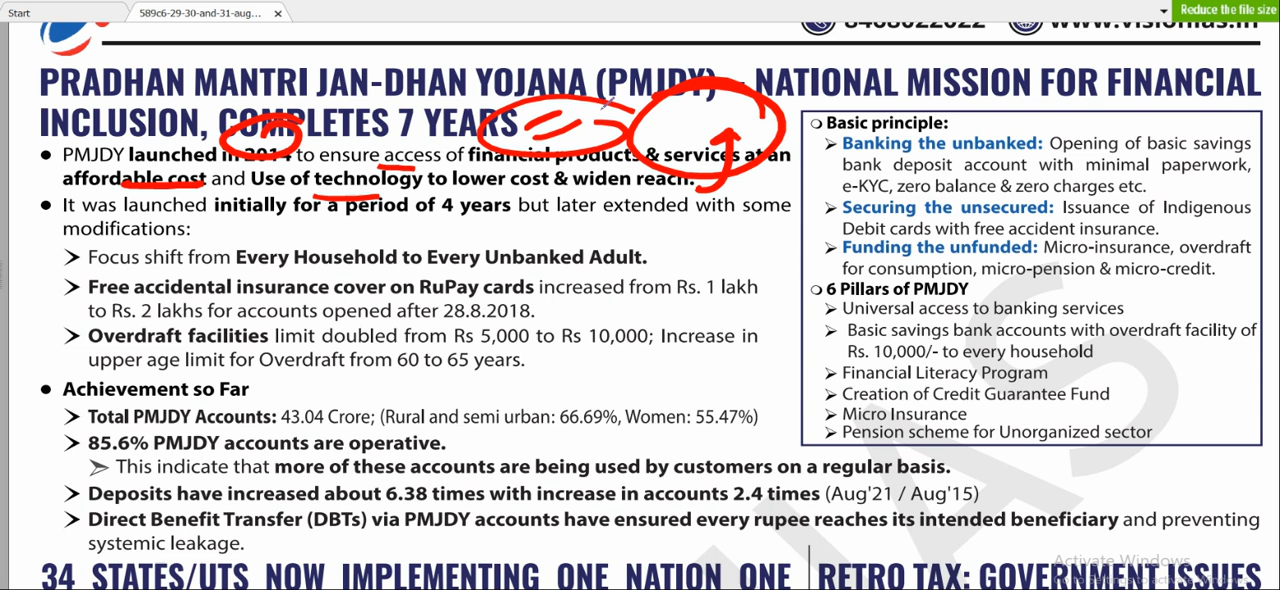 Start
589c6-29-30-and-31-aug...
Reduce the file size
8468022022
www.visionias.in
PRADHAN MANTRI JAN-DHAN YOJANA (PMJDY) - NATIONAL MISSION FOR FINANCIAL
INCLUSION, COMPLETES 7 YEARS
● PMJDY launched in 2014 to ensure access of financial products & services at an
affordable cost and Use of technology to lower cost & widen reach.
● It was launched initially for a period of 4 years but later extended with some
modifications:
➤ Focus shift from Every Household to Every Unbanked Adult.
➤ Free accidental insurance cover on RuPay cards increased from Rs. 1 lakh
to Rs. 2 lakhs for accounts opened after 28.8.2018.
➤ Overdraft facilities limit doubled from Rs 5,000 to Rs 10,000; Increase in
upper age limit for Overdraft from 60 to 65 years.
● Achievement so Far
➤ Total PMJDY Accounts: 43.04 Crore; (Rural and semi urban: 66.69%, Women: 55.47%)
➤ 85.6% PMJDY accounts are operative.
➤ This indicate that more of these accounts are being used by customers on a regular basis.
➤ Deposits have increased about 6.38 times with increase in accounts 2.4 times (Aug'21 / Aug'15)
➤ Direct Benefit Transfer (DBTs) via PMJDY accounts have ensured every rupee reaches its intended beneficiary and preventing
systemic leakage.
○ Basic principle:
➤ Banking the unbanked: Opening of basic savings
bank deposit account with minimal paperwork,
e-KYC, zero balance & zero charges etc.
➤ Securing the unsecured: Issuance of Indigenous
Debit cards with free accident insurance.
➤ Funding the unfunded: Micro-insurance, overdraft
for consumption, micro-pension & micro-credit.
○ 6 Pillars of PMJDY
➤ Universal access to banking services
➤ Basic savings bank accounts with overdraft facility of
Rs. 10,000/- to every household
➤ Financial Literacy Program
➤ Creation of Credit Guarantee Fund
➤ Micro Insurance
➤ Pension scheme for Unorganized sector
34 STATES/UTS NOW IMPLEMENTING ONE NATION ONE
RETRO TAX: GOVERNMENT ISSUES
IAS
Activate Windows
Go to Settings to activate Windows.